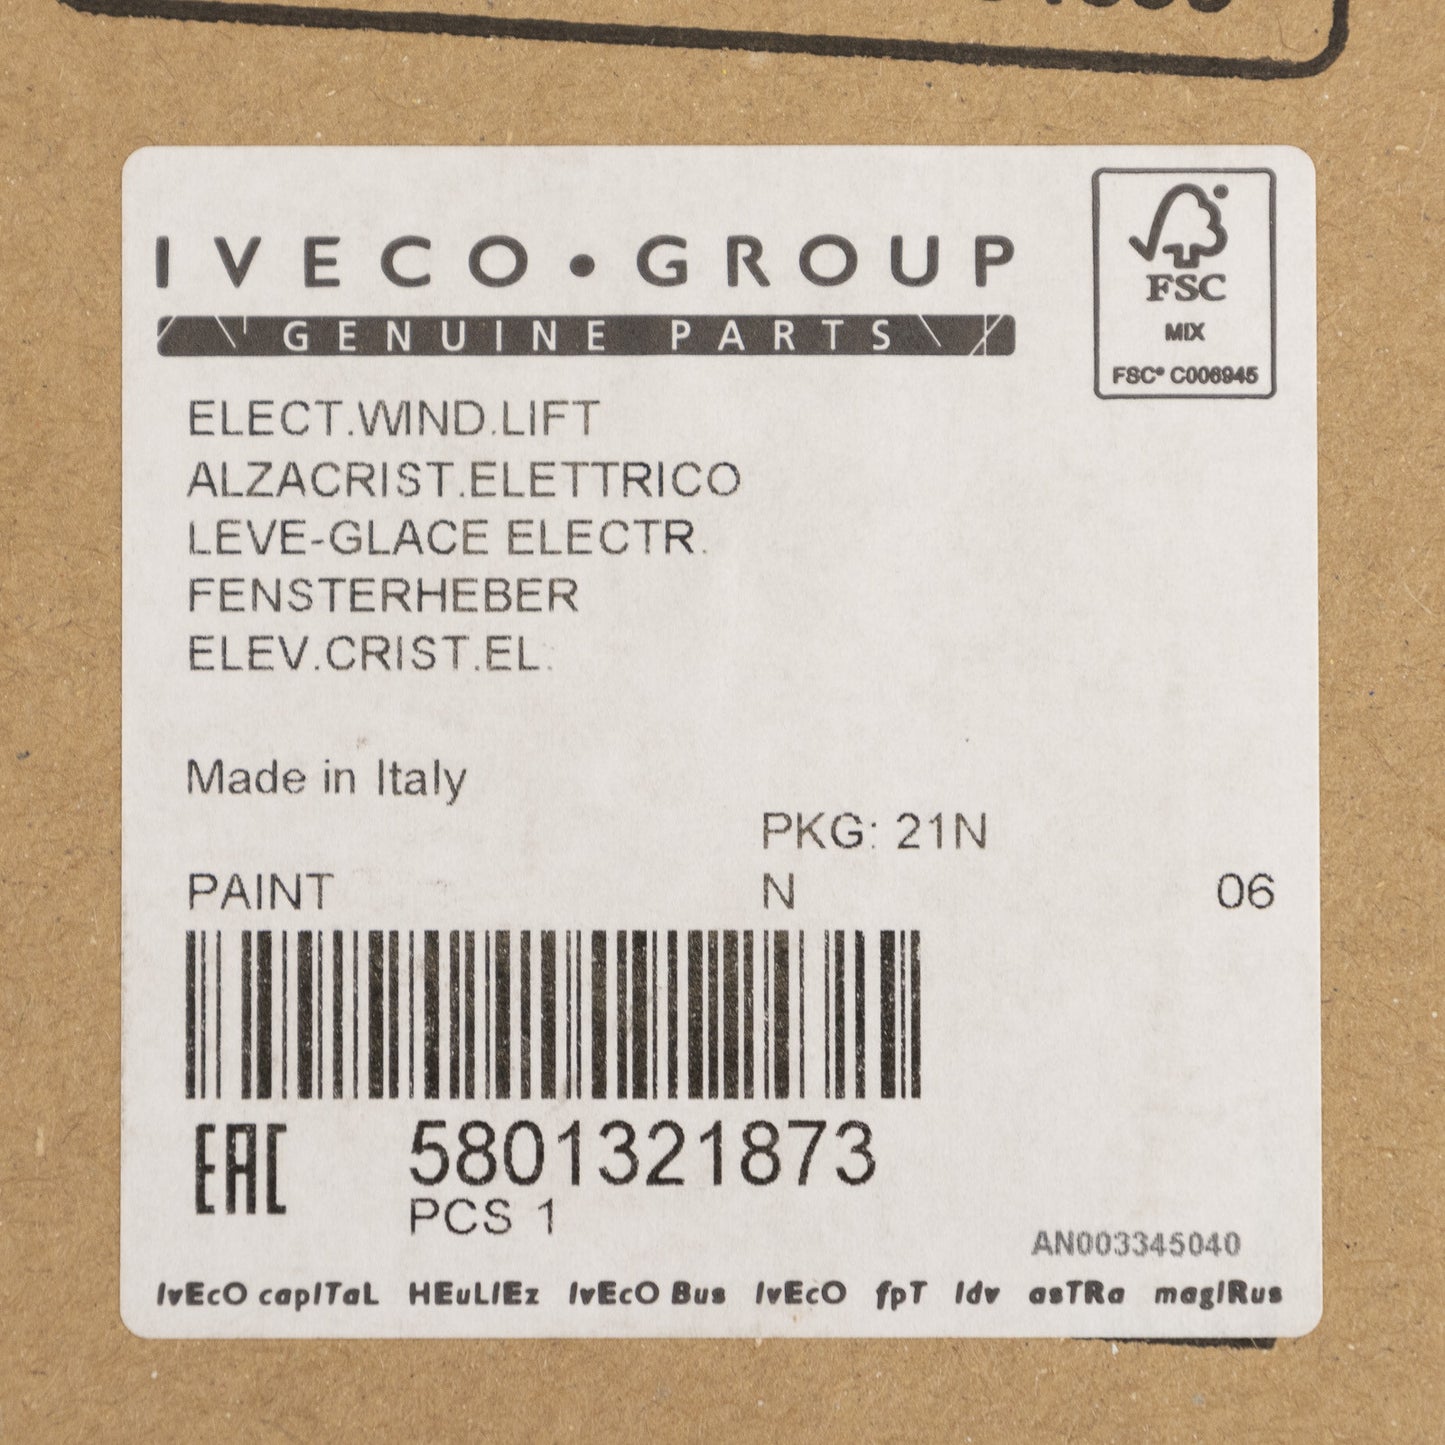 IVECO•GROUP
GENUINE PARTS
FSC
MIX
FSC® C006945
ELECT.WIND.LIFT
ALZACRIST.ELETTRICO
LEVE-GLACE ELECTR.
FENSTERHEBER
ELEV.CRIST.EL.
Made in Italy
PKG: 21N
PAINT N 06
EAC 5801321873
PCS 1
AN003345040
IvEcO capITaL HEuLIEz IvEcO Bus IvEcO fpT Idv asTRa magIRus